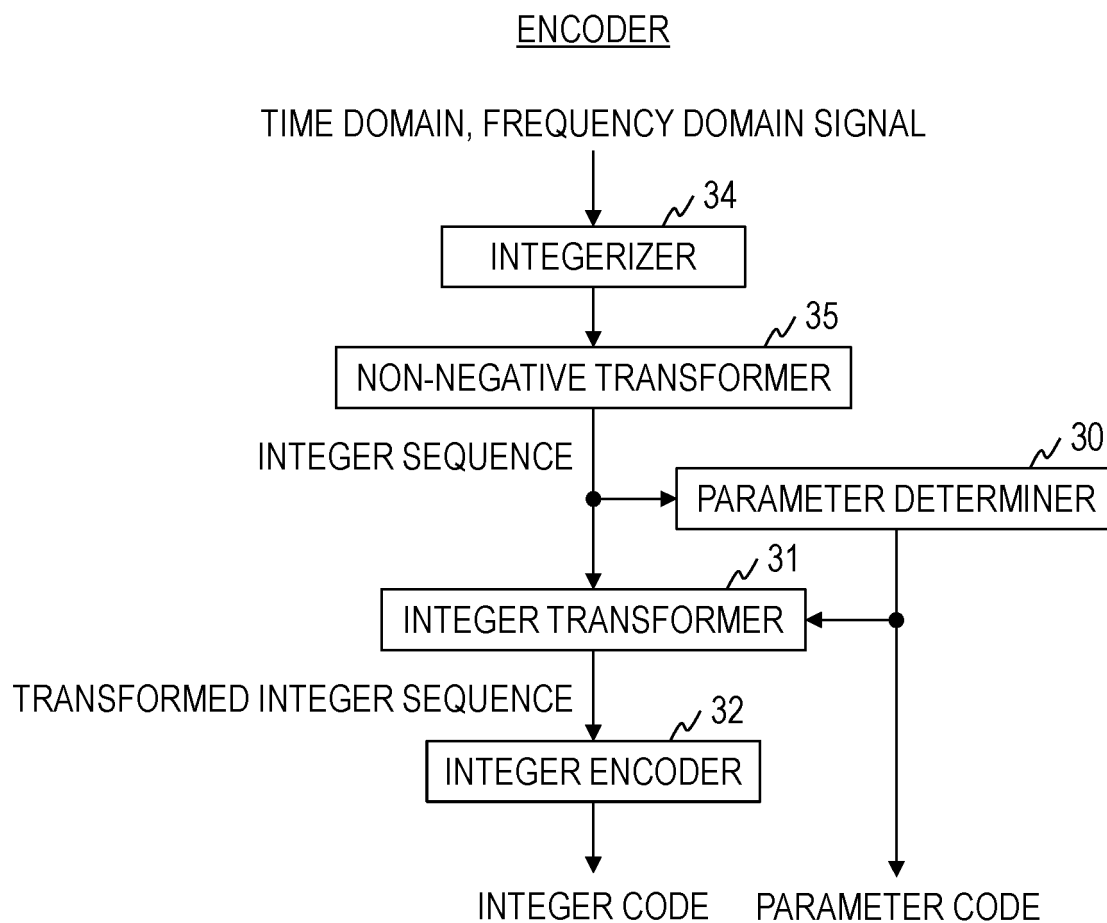 ENCODER
TIME DOMAIN, FREQUENCY DOMAIN SIGNAL
34
INTEGERIZER
35
NON-NEGATIVE TRANSFORMER
INTEGER SEQUENCE
30
PARAMETER DETERMINER
31
INTEGER TRANSFORMER
TRANSFORMED INTEGER SEQUENCE
32
INTEGER ENCODER
INTEGER CODE
PARAMETER CODE